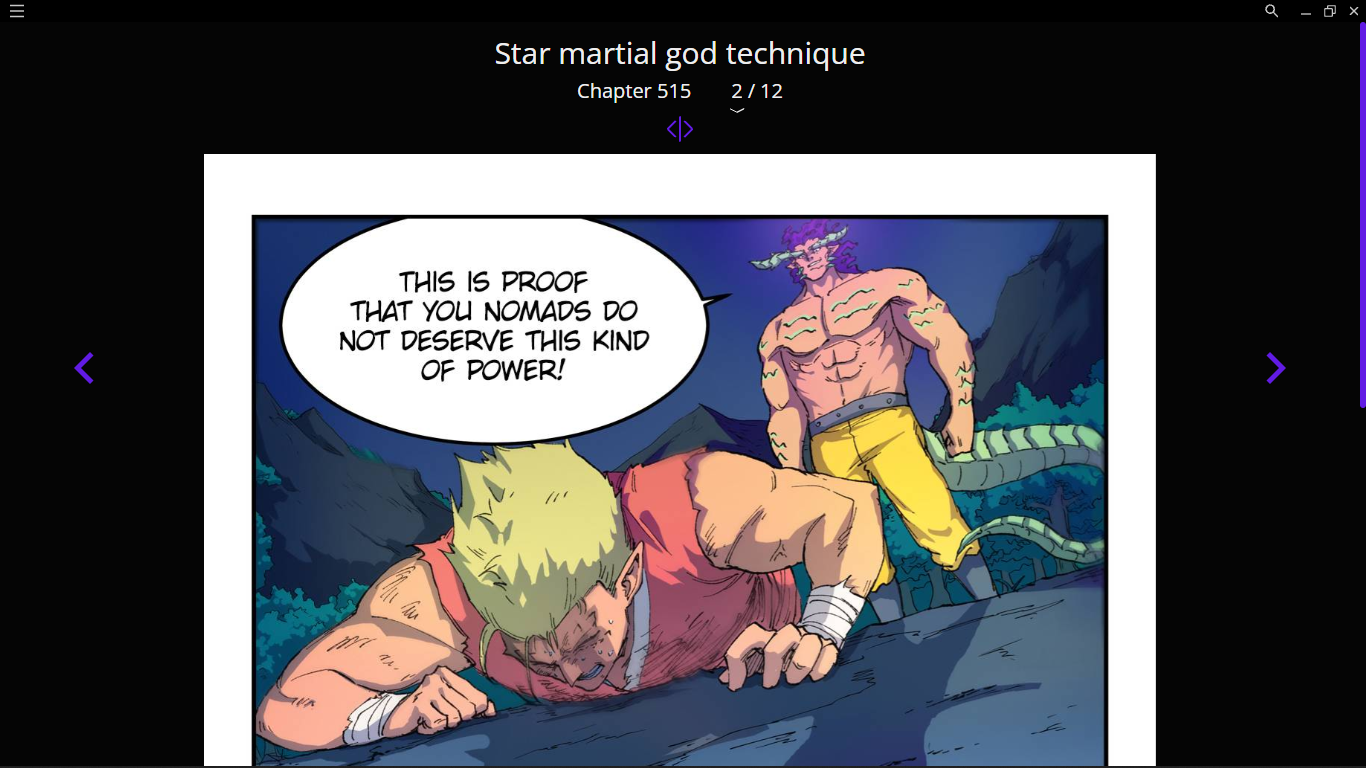 Star martial god technique
Chapter 515 2 / 12
THIS IS PROOF
THAT YOU NOMADS DO
NOT DESERVE THIS KIND
OF POWER!